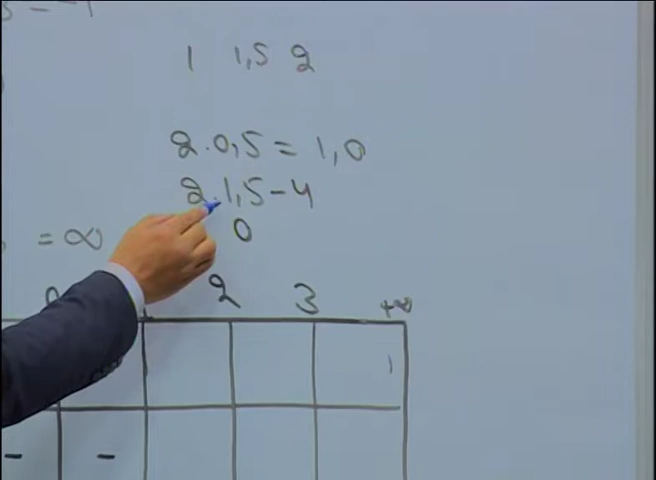 1 1,5 2
2.0,5 = 1,0
2.1,5-4
= ∞ 0
2 3 +∞
1
- -